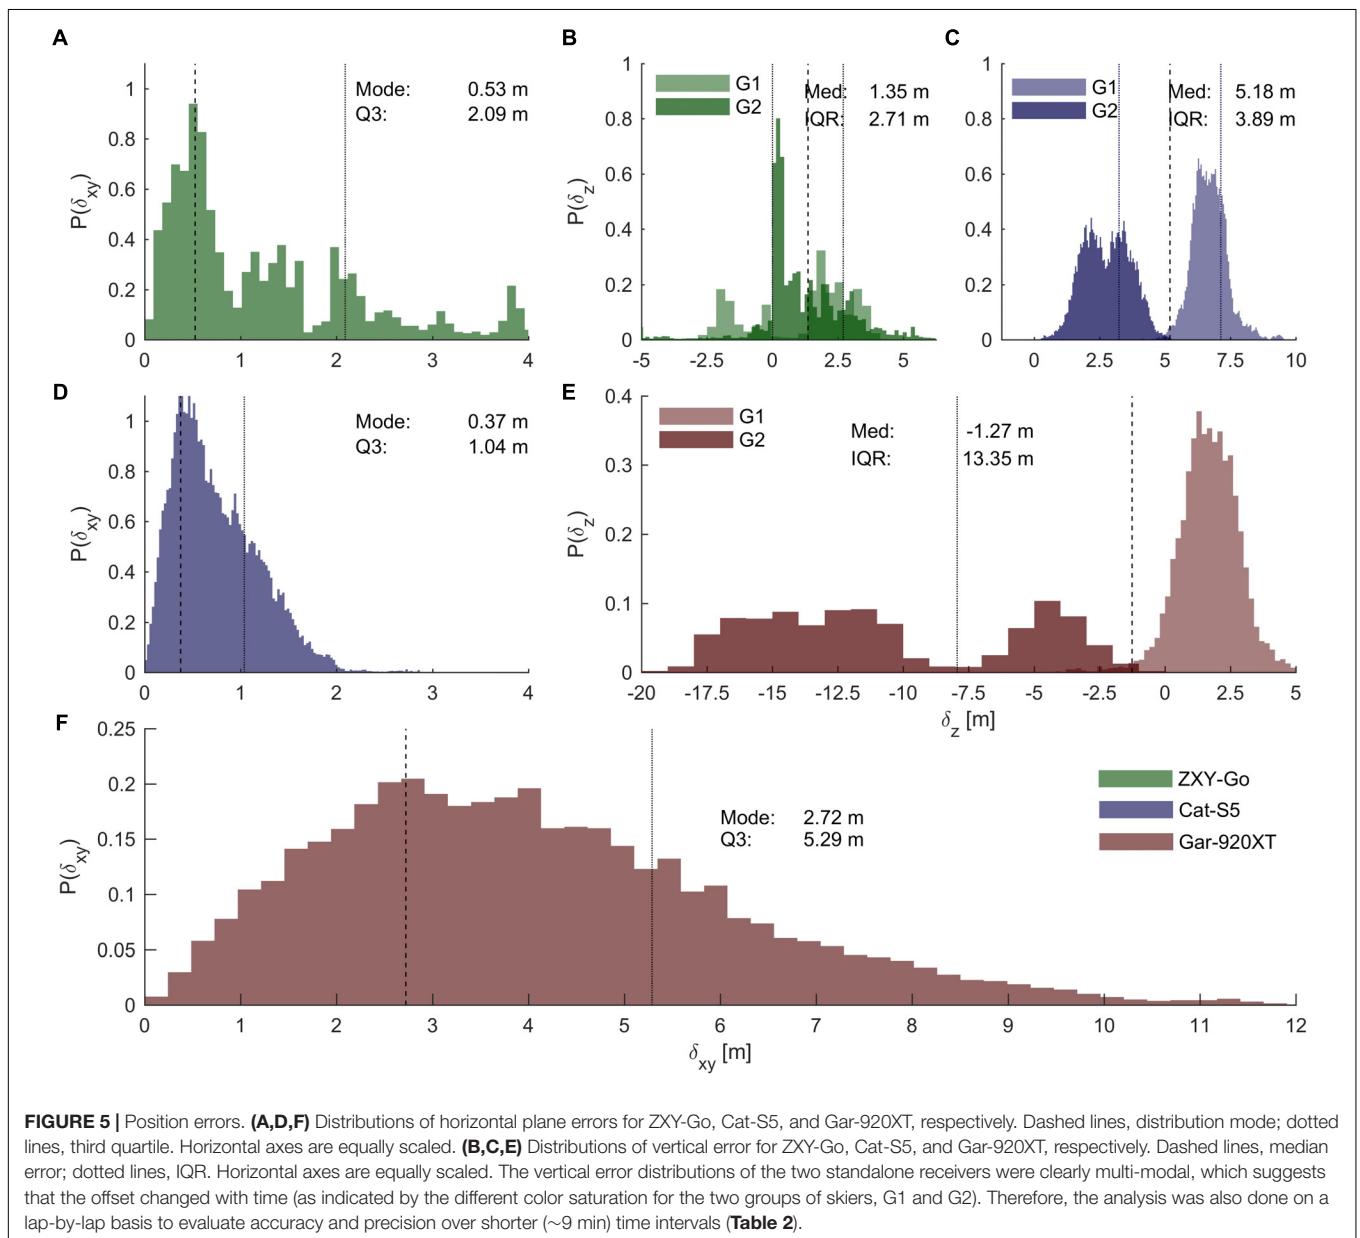 A
Mode: 0.53 m
Q3: 2.09 m
P(δxy)
1
0.8
0.6
0.4
0.2
0
0 1 2 3 4
B
G1
G2
Med: 1.35 m
IQR: 2.71 m
P(δz)
1
0.8
0.6
0.4
0.2
0
-5 -2.5 0 2.5 5
C
G1
G2
Med: 5.18 m
IQR: 3.89 m
1
0.8
0.6
0.4
0.2
0
0 2.5 5 7.5 10
D
Mode: 0.37 m
Q3: 1.04 m
P(δxy)
1
0.8
0.6
0.4
0.2
0
0 1 2 3 4
E
G1
G2
Med: -1.27 m
IQR: 13.35 m
P(δz)
0.4
0.3
0.2
0.1
0
-20 -17.5 -15 -12.5 -10 -7.5 -5 -2.5 0 2.5 5
δz [m]
F
Mode: 2.72 m
Q3: 5.29 m
ZXY-Go
Cat-S5
Gar-920XT
P(δxy)
0.25
0.2
0.15
0.1
0.05
0
0 1 2 3 4 5 6 7 8 9 10 11 12
δxy [m]
FIGURE 5 | Position errors. (A,D,F) Distributions of horizontal plane errors for ZXY-Go, Cat-S5, and Gar-920XT, respectively. Dashed lines, distribution mode; dotted
lines, third quartile. Horizontal axes are equally scaled. (B,C,E) Distributions of vertical error for ZXY-Go, Cat-S5, and Gar-920XT, respectively. Dashed lines, median
error; dotted lines, IQR. Horizontal axes are equally scaled. The vertical error distributions of the two standalone receivers were clearly multi-modal, which suggests
that the offset changed with time (as indicated by the different color saturation for the two groups of skiers, G1 and G2). Therefore, the analysis was also done on a
lap-by-lap basis to evaluate accuracy and precision over shorter (∼9 min) time intervals (Table 2).